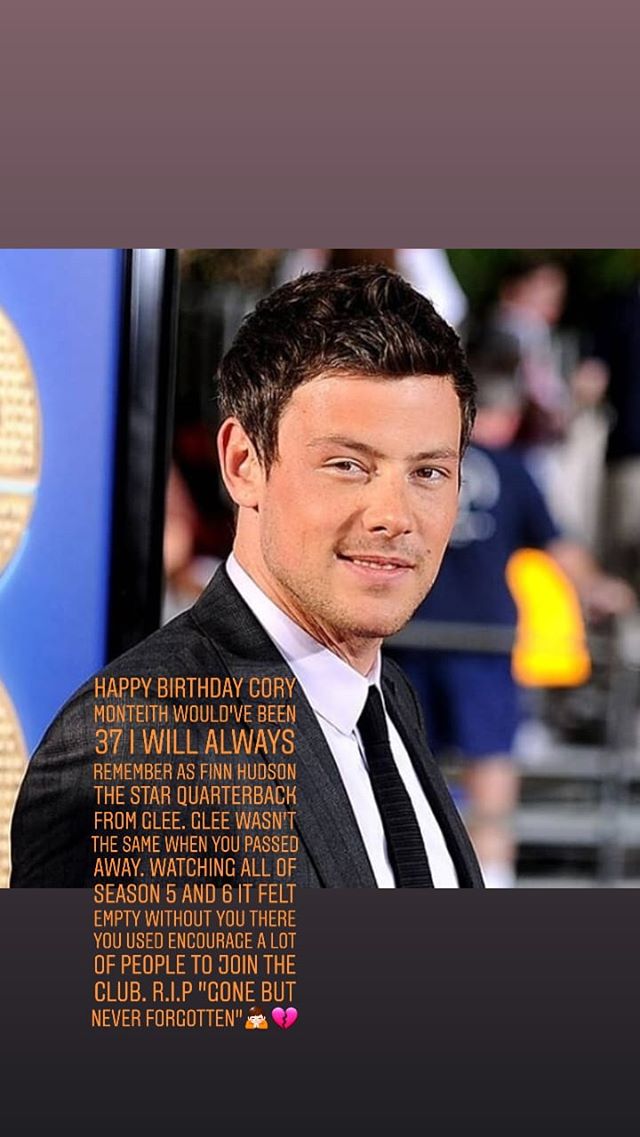 HAPPY BIRTHDAY CORY
MONTEITH WOULD'VE BEEN
37 I WILL ALWAYS
REMEMBER AS FINN HUDSON
THE STAR QUARTERBACK
FROM GLEE. GLEE WASN'T
THE SAME WHEN YOU PASSED
AWAY. WATCHING ALL OF
SEASON 5 AND 6 IT FELT
EMPTY WITHOUT YOU THERE
YOU USED ENCOURAGE A LOT
OF PEOPLE TO JOIN THE
CLUB. R.I.P "GONE BUT
NEVER FORGOTTEN"🙇🏻💔